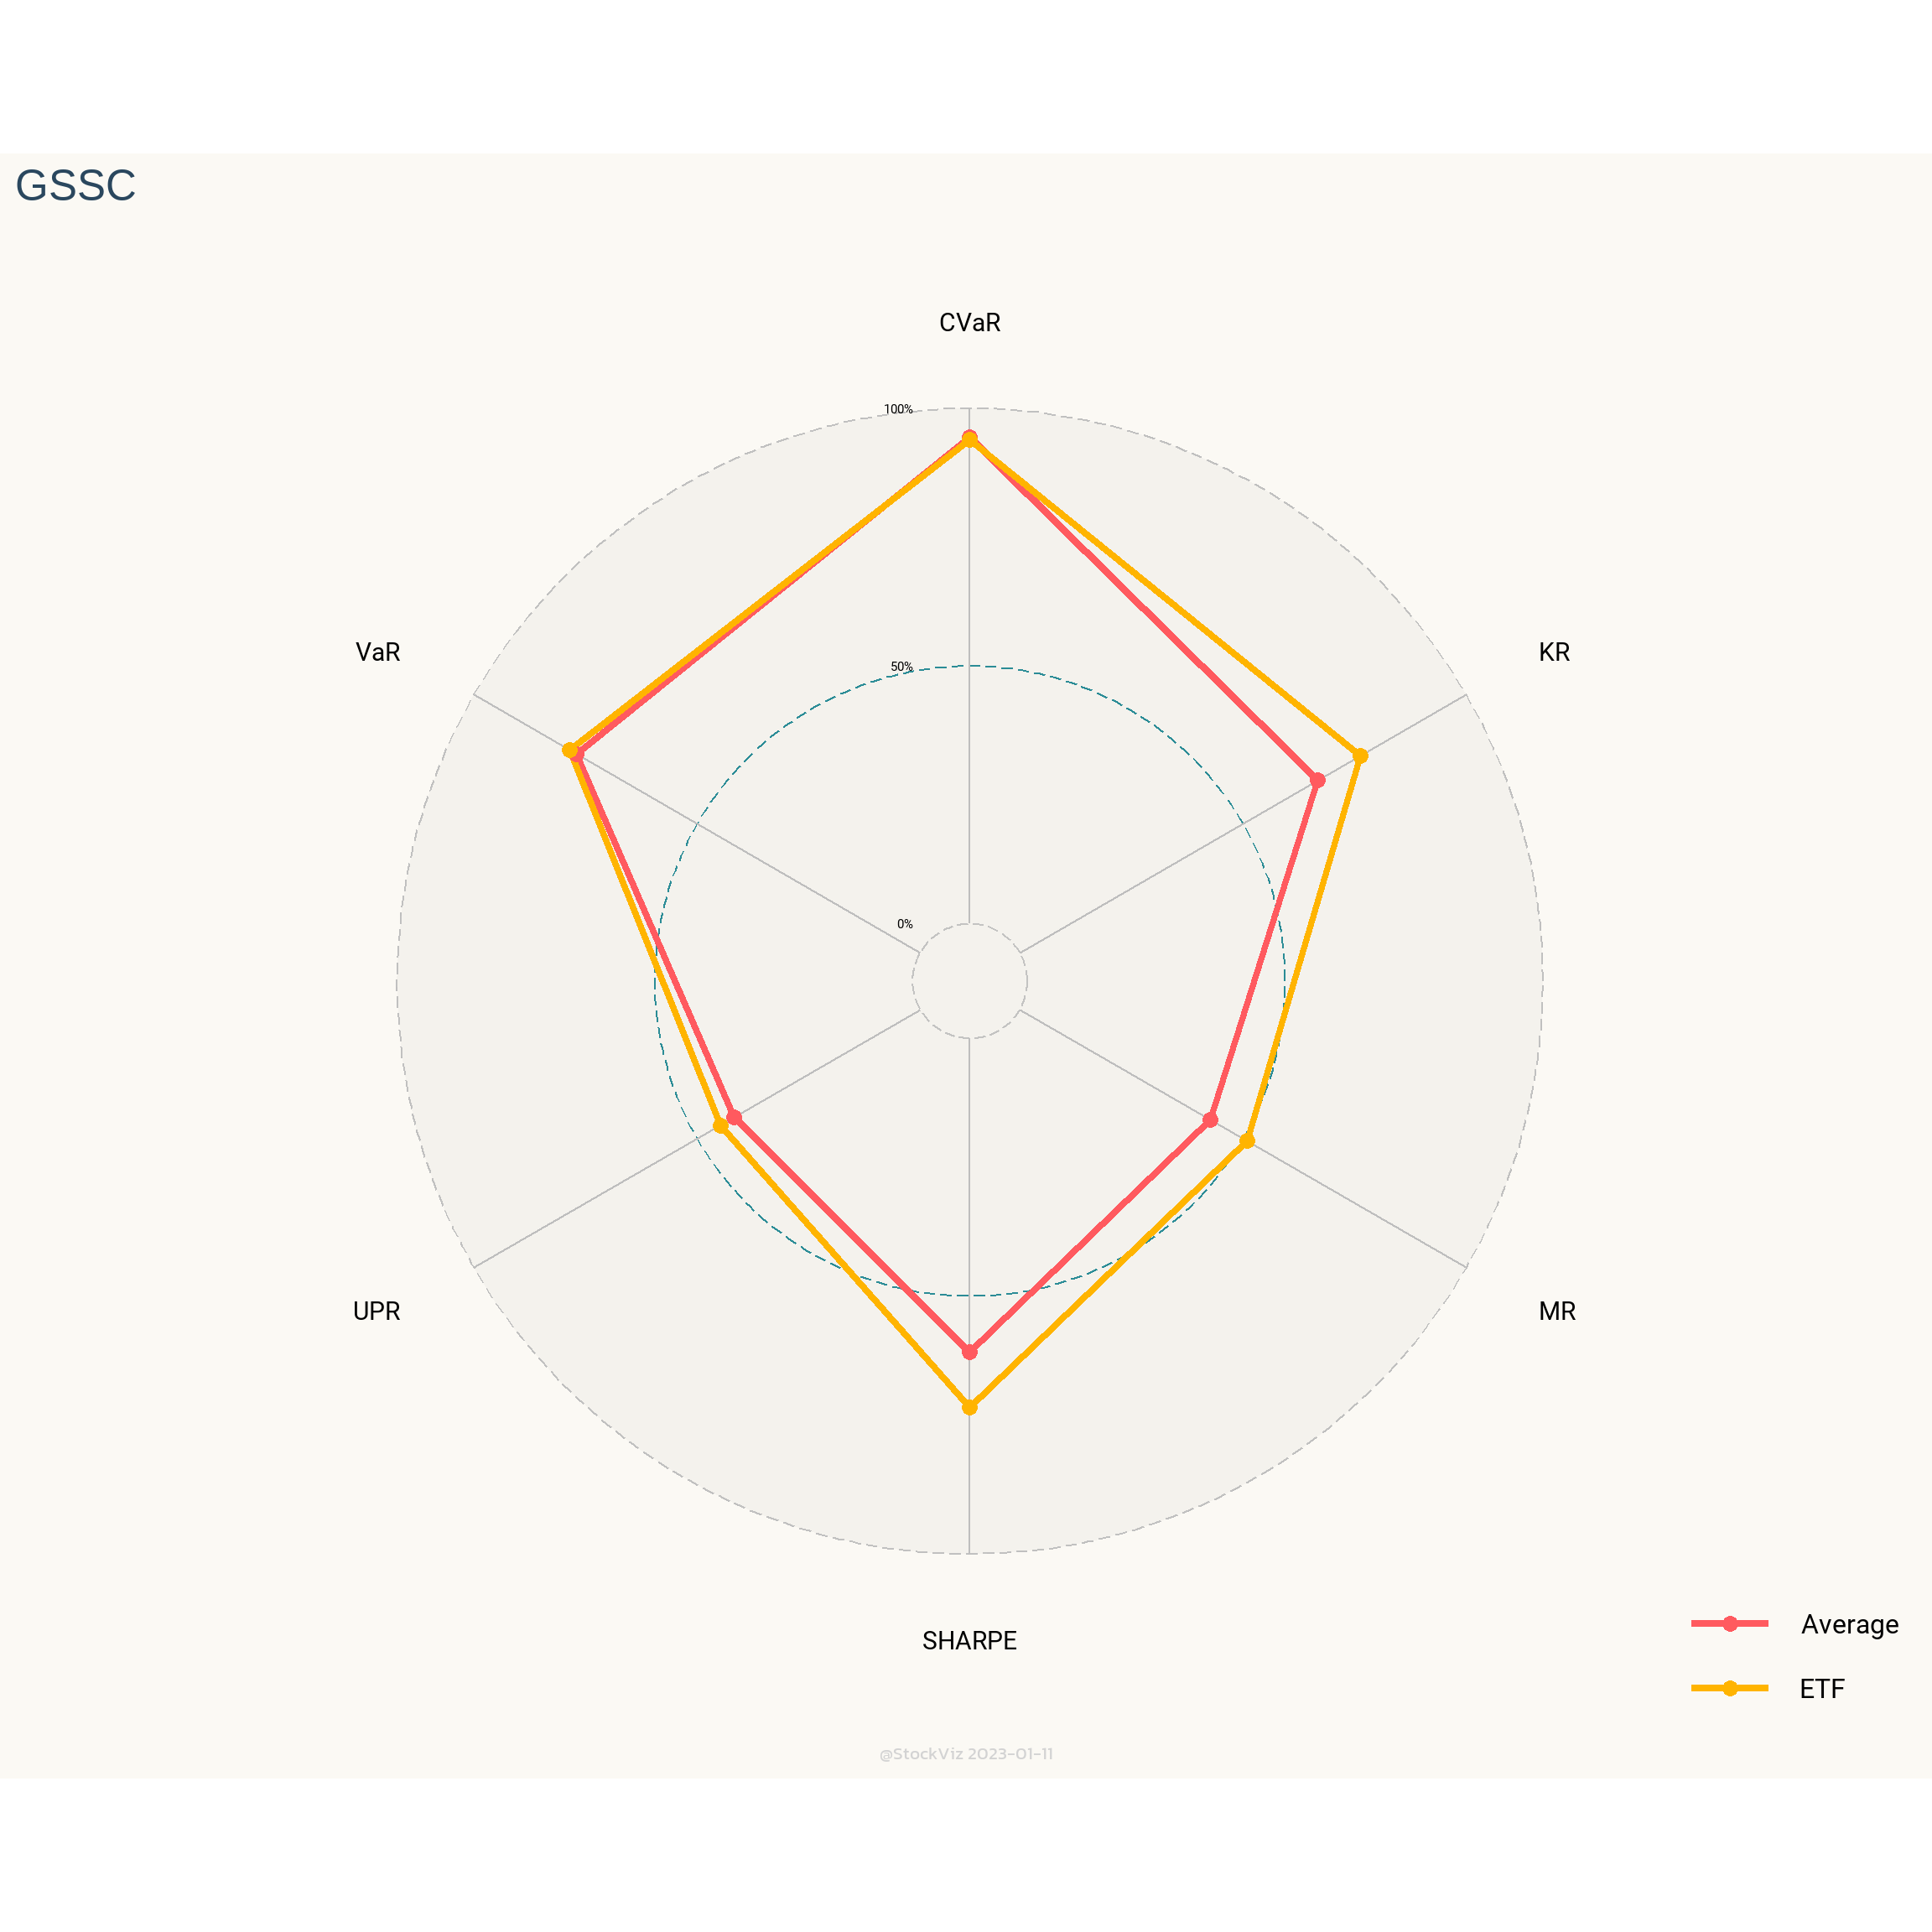 GSSC
CVaR
100%
KR
VaR
50%
0%
UPR
MR
SHARPE
Average
ETF
@StockViz 2023-01-11